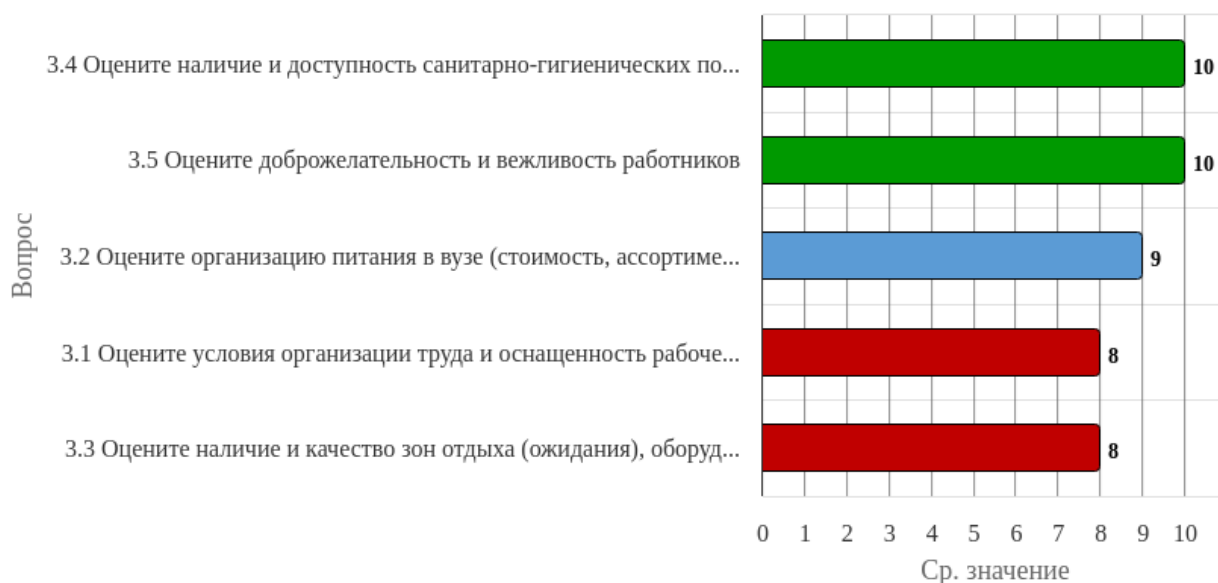 3.4 Оцените наличие и доступность санитарно-гигиенических по...
10
3.5 Оцените доброжелательность и вежливость работников
10
Вопрос
3.2 Оцените организацию питания в вузе (стоимость, ассортиме...
9
3.1 Оцените условия организации труда и оснащенность рабоче...
8
3.3 Оцените наличие и качество зон отдыха (ожидания), оборуд...
8
0 1 2 3 4 5 6 7 8 9 10
Ср. значение